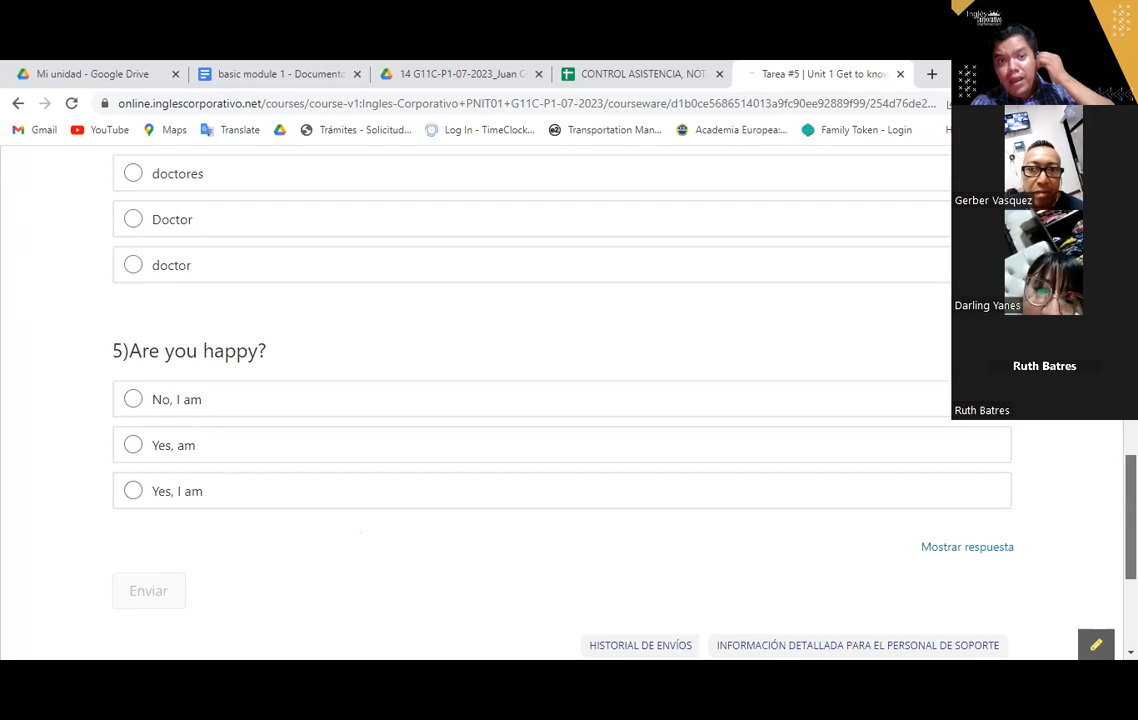 Inglés
Corporativo
Mi unidad - Google Drive
basic module 1 - Documento
14 G11C-P1-07-2023_Juan C
CONTROL ASISTENCIA, NOT
Tarea #5 | Unit 1 Get to know
online.inglescorporativo.net/courses/course-v1:Ingles-Corporativo+PNIT01+G11C-P1-07-2023/courseware/d1b0ce5686514013a9fc90ee92889f99/254d76de2...
Gmail
YouTube
Maps
Translate
Trámites - Solicitud...
Log In - TimeClock...
Transportation Man...
Academia Europea:...
Family Token - Login
H
doctores
Doctor
doctor
Gerber Vasquez
Darling Yanes
Ruth Batres
Ruth Batres
5)Are you happy?
No, I am
Yes, am
Yes, I am
Mostrar respuesta
Enviar
HISTORIAL DE ENVÍOS
INFORMACIÓN DETALLADA PARA EL PERSONAL DE SOPORTE